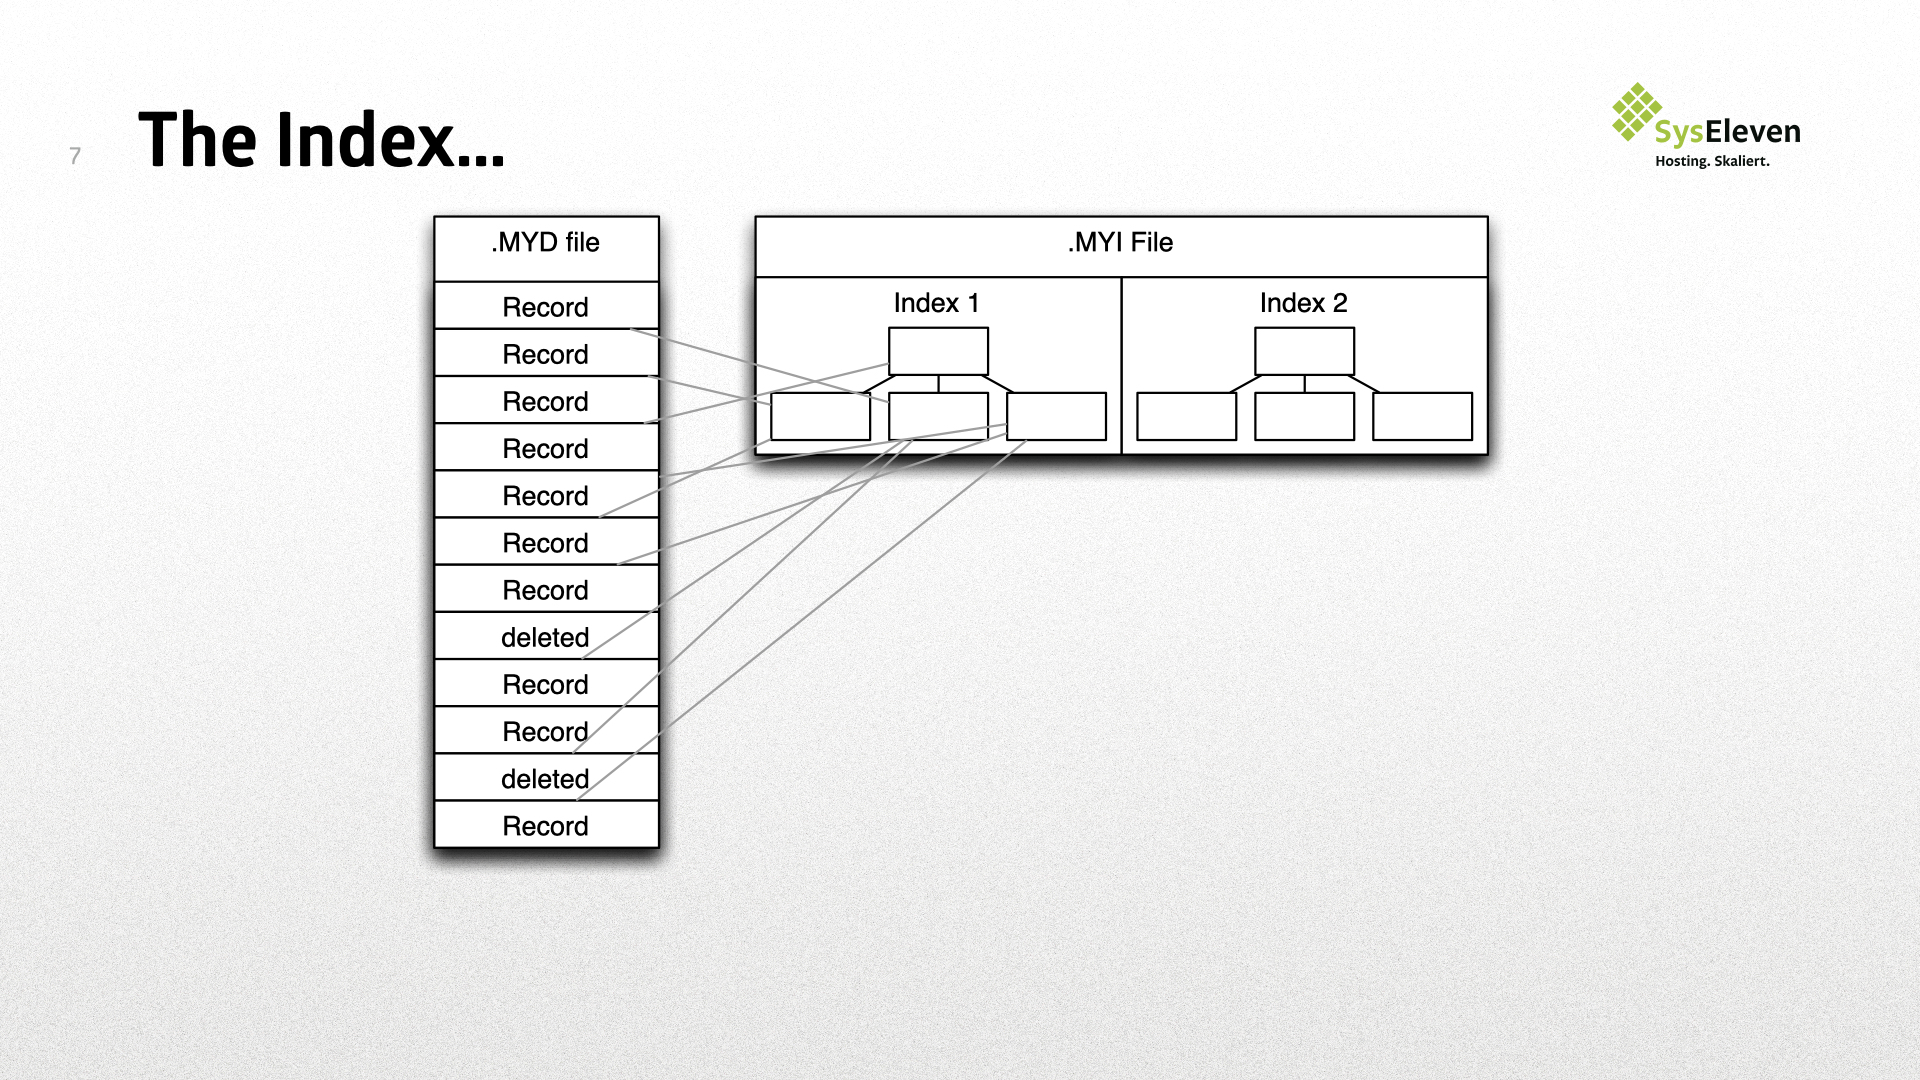 7
The Index...
SysEleven
Hosting. Skaliert.
.MYD file
Record
Record
Record
Record
Record
Record
Record
deleted
Record
Record
deleted
Record
.MYI File
Index 1
Index 2